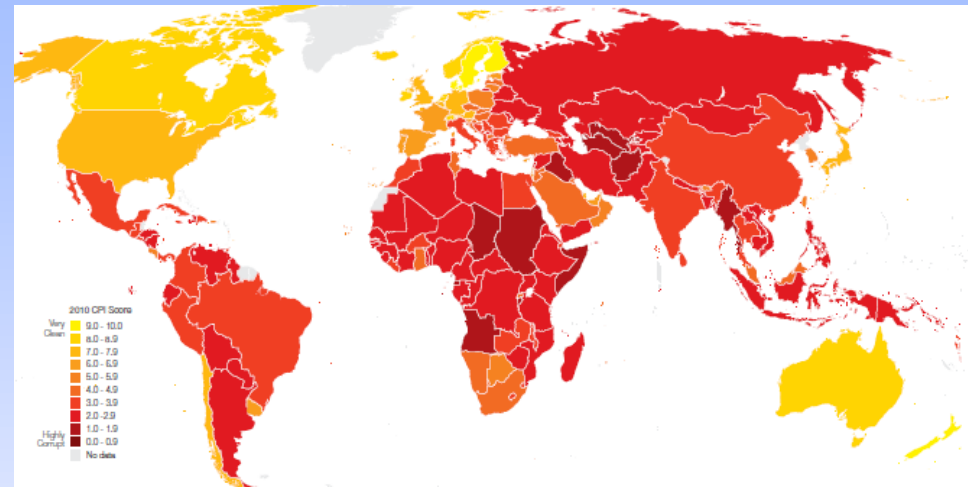 2010 CPI Score
Very
Clean
9.0 - 10.0
8.0 - 8.9
7.0 - 7.9
6.0 - 6.9
5.0 - 5.9
4.0 - 4.9
3.0 - 3.9
2.0 - 2.9
1.0 - 1.9
Highly
Corrupt
0.0 - 0.9
No data